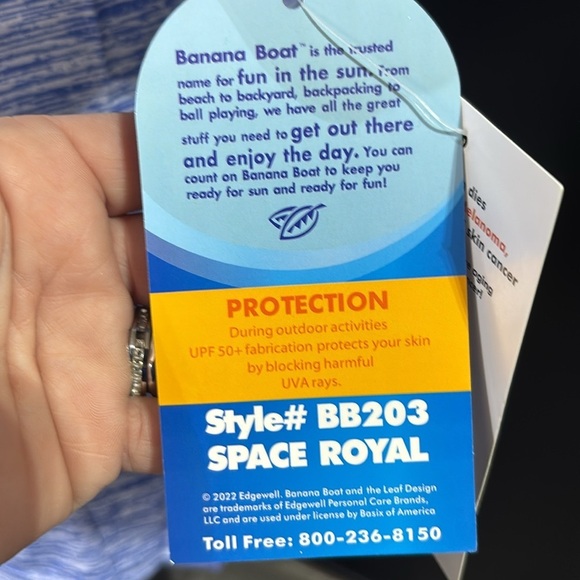 Banana Boat™ is the trusted
name for fun in the sun. From
beach to backyard, backpacking to
ball playing, we have all the great
stuff you need to get out there
and enjoy the day. You can
count on Banana Boat to keep you
ready for sun and ready for fun!
PROTECTION
During outdoor activities
UPF 50+ fabrication protects your skin
by blocking harmful
UVA rays.
Style# BB203
SPACE ROYAL
© 2022 Edgewell. Banana Boat and the Leaf Design
are trademarks of Edgewell Personal Care Brands,
LLC and are used under license by Basix of America
Toll Free: 800-236-8150
dies
skin cancer